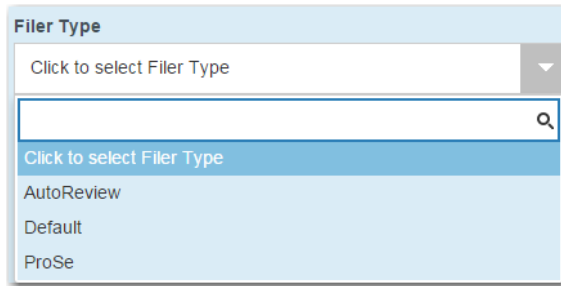 Filer Type
Click to select Filer Type
Click to select Filer Type
AutoReview
Default
ProSe